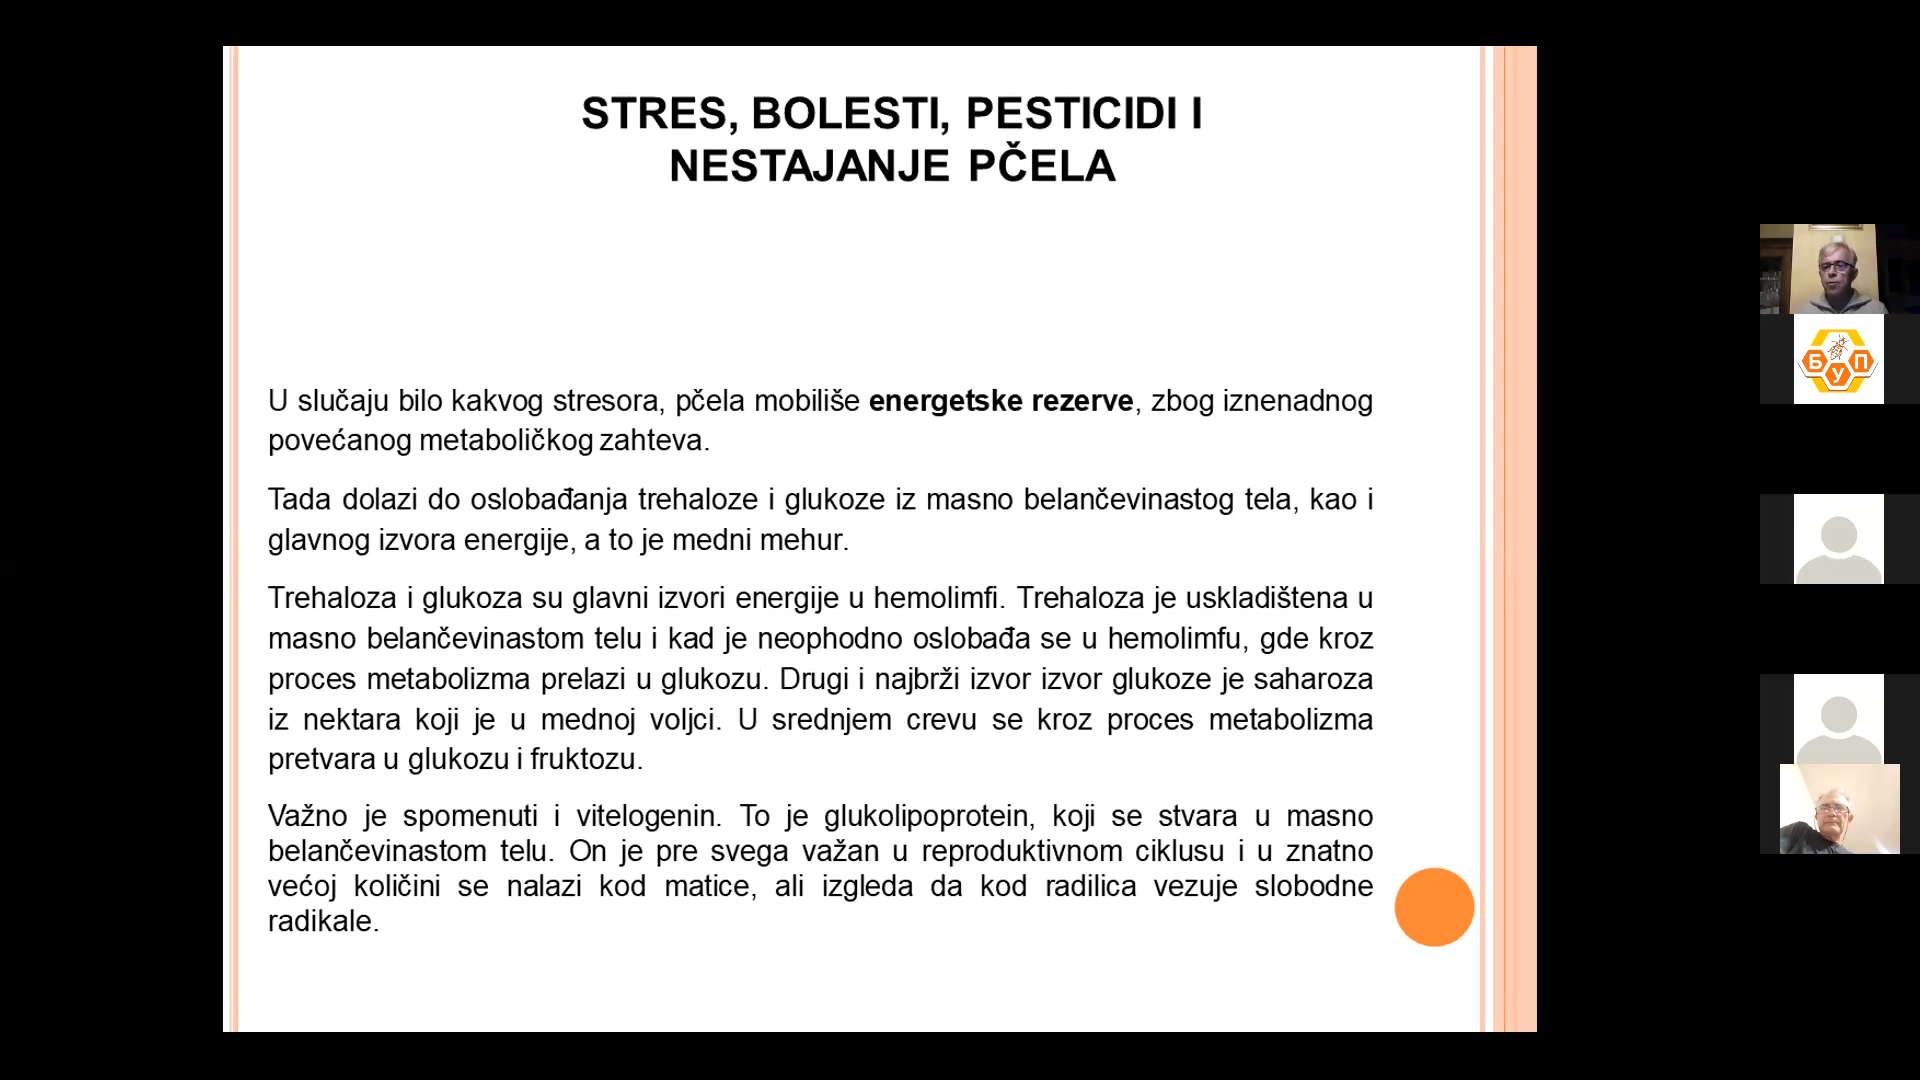 STRES, BOLESTI, PESTICIDI I
NESTAJANJE PČELA
U slučaju bilo kakvog stresora, pčela mobiliše energetske rezerve, zbog iznenadnog
povećanog metaboličkog zahteva.
Tada dolazi do oslobađanja trehaloze i glukoze iz masno belančevinastog tela, kao i
glavnog izvora energije, a to je medni mehur.
Trehaloza i glukoza su glavni izvori energije u hemolimfi. Trehaloza je uskladištena u
masno belančevinastom telu i kad je neophodno oslobađa se u hemolimfu, gde kroz
proces metabolizma prelazi u glukozu. Drugi i najbrži izvor izvor glukoze je saharoza
iz nektara koji je u mednoj voljci. U srednjem crevu se kroz proces metabolizma
pretvara u glukozu i fruktozu.
Važno je spomenuti i vitelogenin. To je glukolipoprotein, koji se stvara u masno
belančevinastom telu. On je pre svega važan u reproduktivnom ciklusu i u znatno
većoj količini se nalazi kod matice, ali izgleda da kod radilica vezuje slobodne
radikale.
Б У П